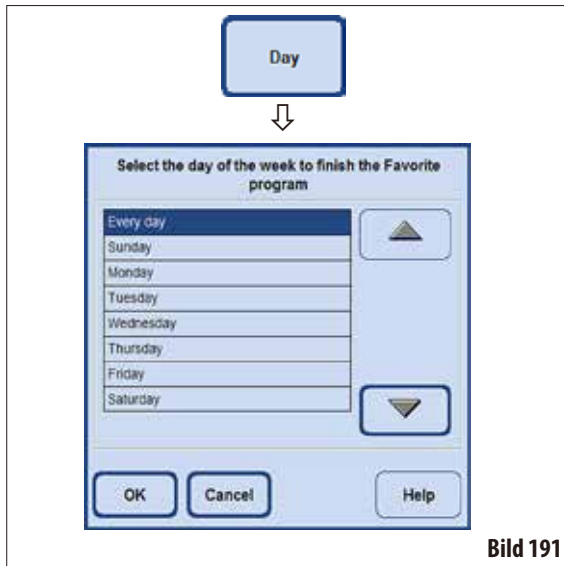 Day
Select the day of the week to finish the Favorite
program
Every day
Sunday
Monday
Tuesday
Wednesday
Thursday
Friday
Saturday
OK
Cancel
Help
Bild 191